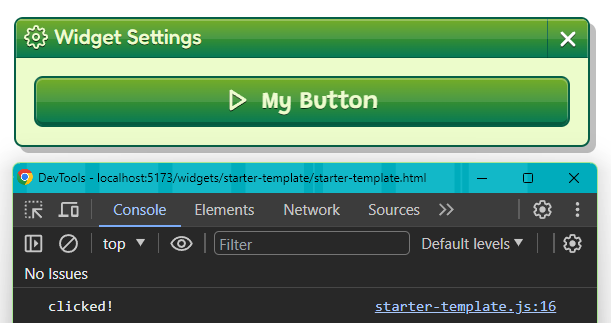 Widget Settings
My Button
DevTools - localhost:5173/widgets/starter-template/starter-template.html
Console Elements Network Sources
top Filter Default levels
No Issues
clicked! starter-template.js:16